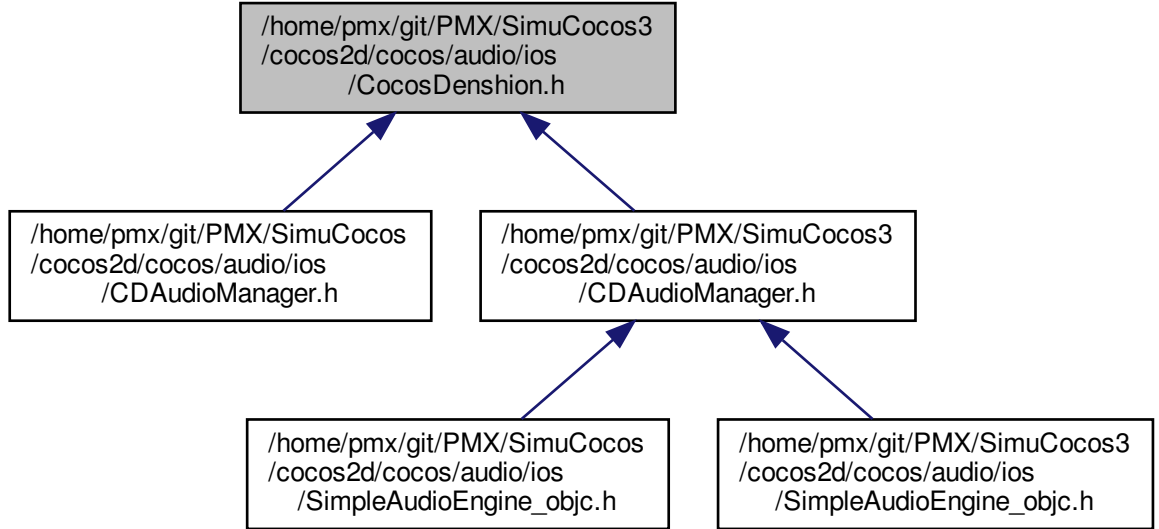 /home/pmx/git/PMX/SimuCocos3
/cocos2d/cocos/audio/ios
/CocosDenshion.h
/home/pmx/git/PMX/SimuCocos
/cocos2d/cocos/audio/ios
/CDAudioManager.h
/home/pmx/git/PMX/SimuCocos3
/cocos2d/cocos/audio/ios
/CDAudioManager.h
/home/pmx/git/PMX/SimuCocos
/cocos2d/cocos/audio/ios
/SimpleAudioEngine_objc.h
/home/pmx/git/PMX/SimuCocos3
/cocos2d/cocos/audio/ios
/SimpleAudioEngine_objc.h